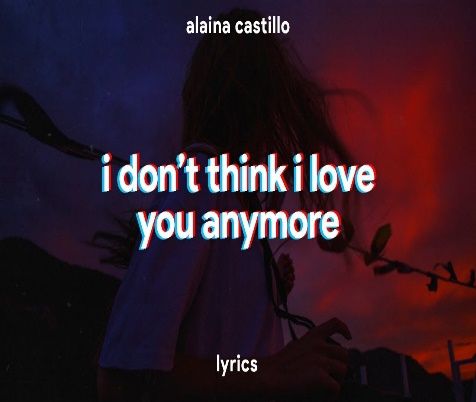 alaina castillo
i don't think i love
you anymore
lyrics